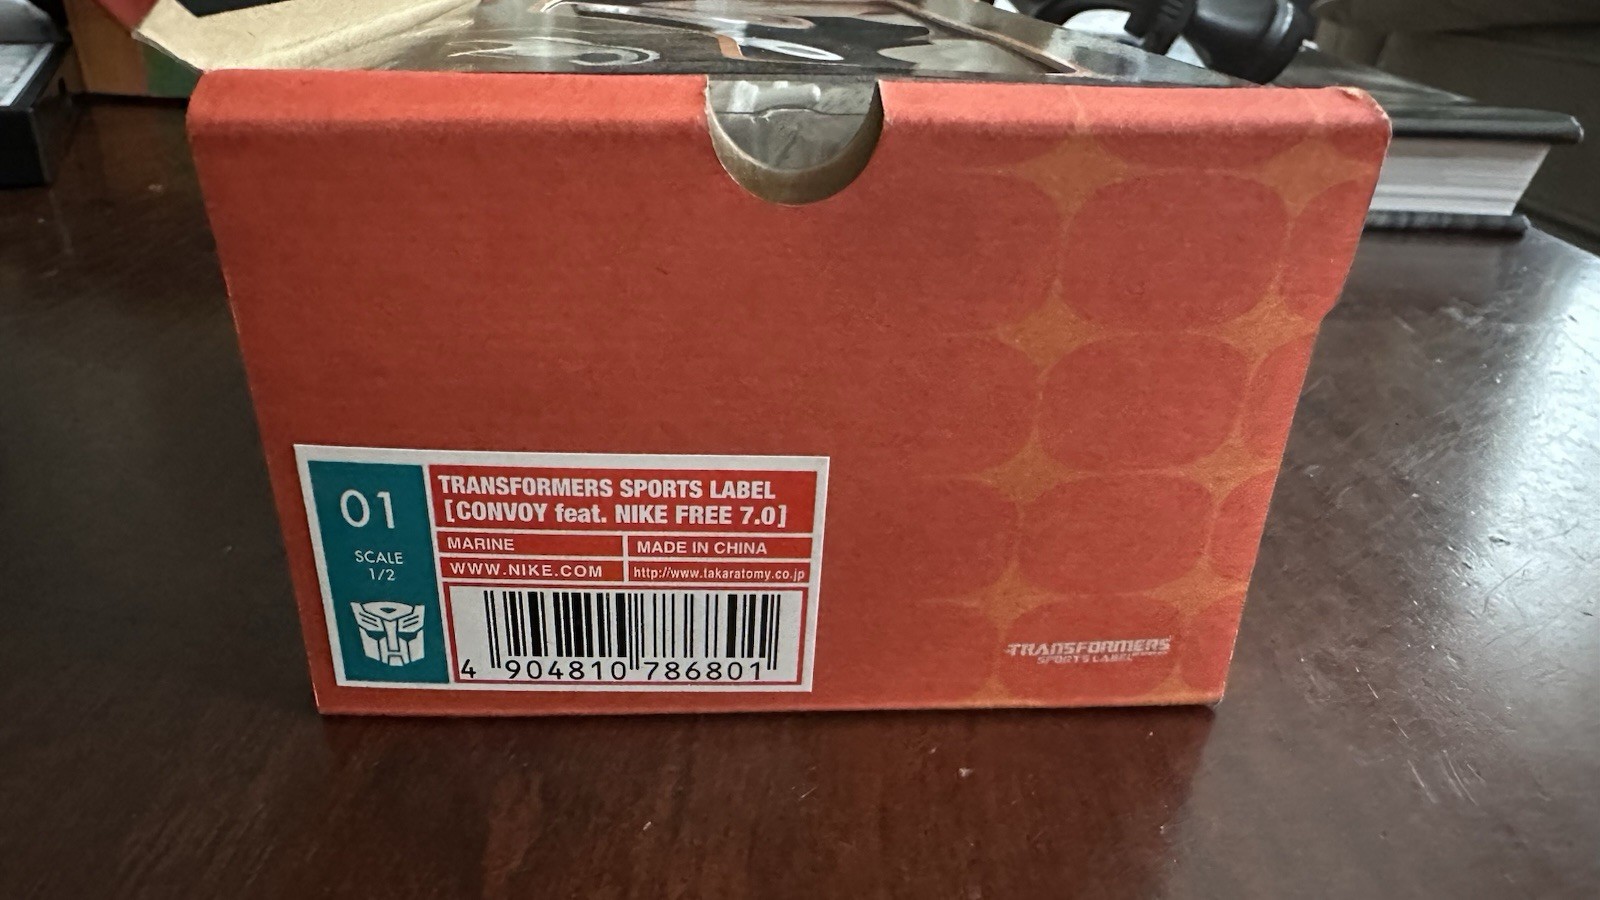 01
SCALE
1/2
TRANSFORMERS SPORTS LABEL
[CONVOY feat. NIKE FREE 7.0]
MARINE
MADE IN CHINA
WWW.NIKE.COM
http://www.takaratomy.co.jp
4 904810 786801
TRANSFORMERS
SPORTS LABEL